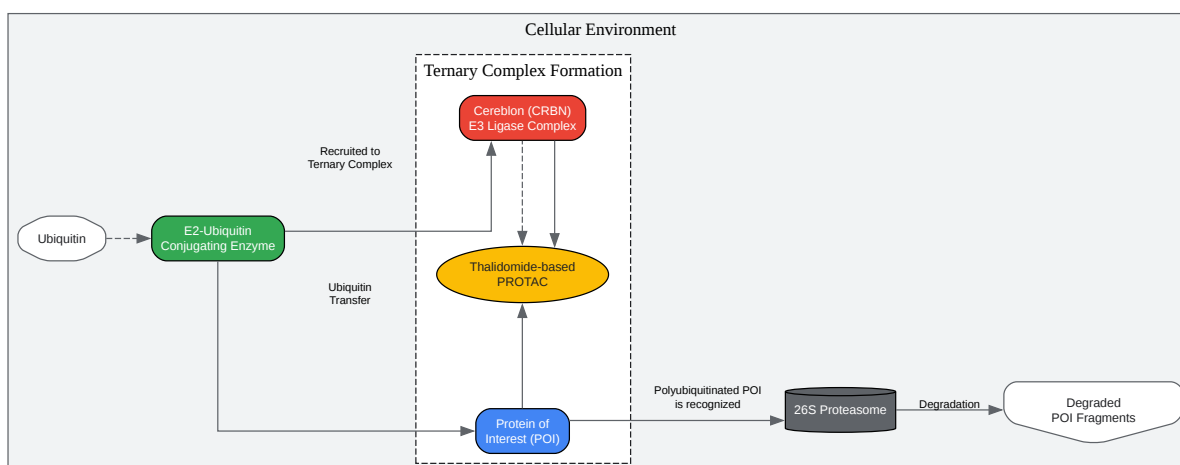 Cellular Environment
Ternary Complex Formation
Cereblon (CRBN)
E3 Ligase Complex
Recruited to
Ternary Complex
Ubiquitin
E2-Ubiquitin
Conjugating Enzyme
Thalidomide-based
PROTAC
Ubiquitin
Transfer
Polyubiquitinated POI
is recognized
Protein of
Interest (POI)
26S Proteasome
Degradation
Degraded
POI Fragments